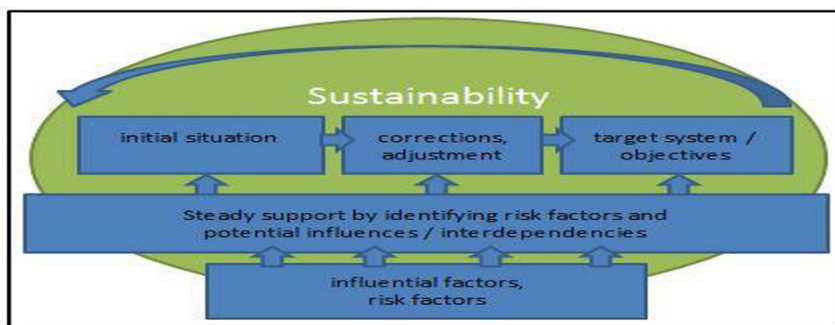 Sustainability
initial situation
corrections,
adjustment
target system /
objectives
Steady support by identifying risk factors and
potential influences / interdependencies
influential factors,
risk factors